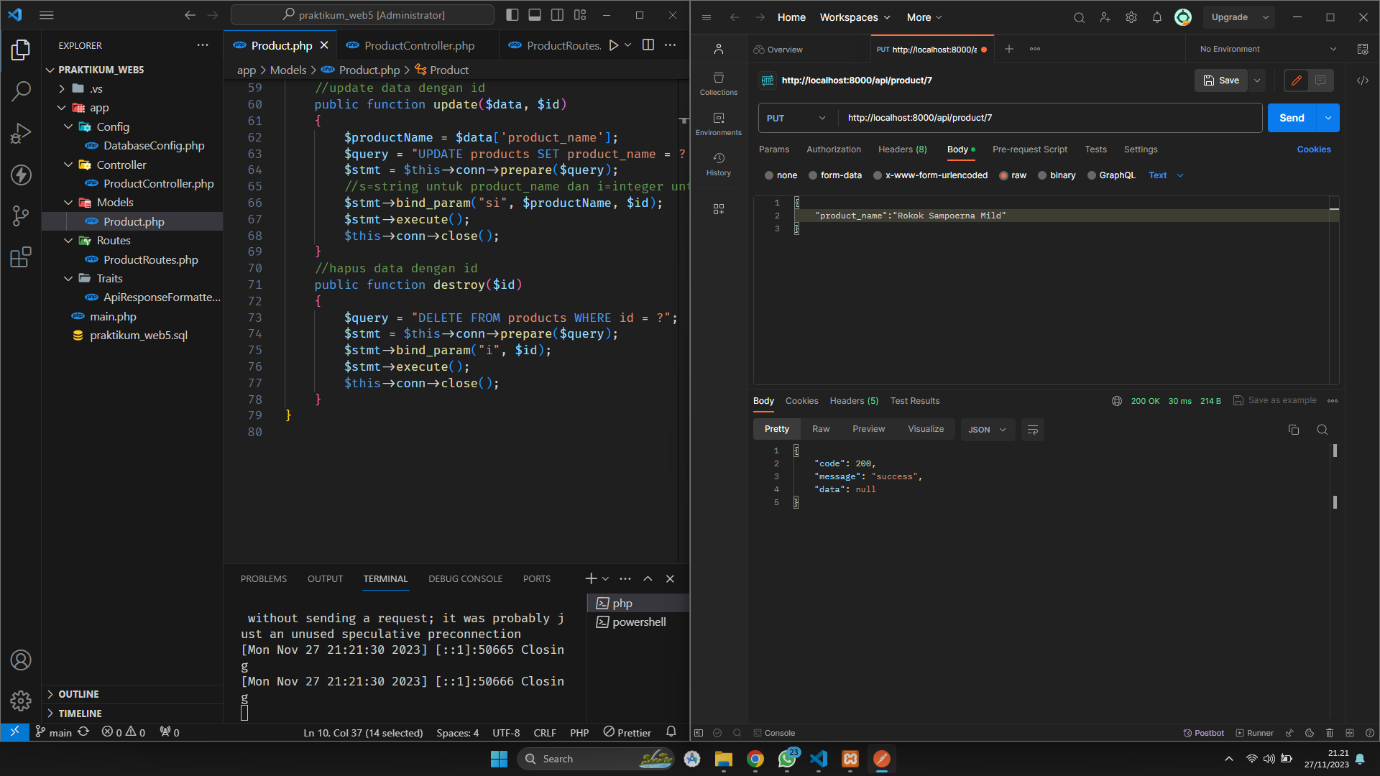 praktikum_web5 [Administrator]
EXPLORER
PRAKTIKUM_WEB5
.vs
app
Config
DatabaseConfig.php
Controller
ProductController.php
Models
Product.php
Routes
ProductRoutes.php
Traits
ApiResponseFormatte...
main.php
praktikum_web5.sql
OUTLINE
TIMELINE
Product.php
ProductController.php
ProductRoutes.
app > Models > Product.php > Product
59 //update data dengan id
60 public function update($data, $id)
61 {
62 $productName = $data['product_name'];
63 $query = "UPDATE products SET product_name = ?
64 $stmt = $this->conn->prepare($query);
65 //s=string untuk product_name dan i=integer unt
66 $stmt->bind_param("si", $productName, $id);
67 $stmt->execute();
68 $this->conn->close();
69 }
70 //hapus data dengan id
71 public function destroy($id)
72 {
73 $query = "DELETE FROM products WHERE id = ?";
74 $stmt = $this->conn->prepare($query);
75 $stmt->bind_param("i", $id);
76 $stmt->execute();
77 $this->conn->close();
78 }
79 }
80
PROBLEMS OUTPUT TERMINAL DEBUG CONSOLE PORTS
without sending a request; it was probably j
ust an unused speculative preconnection
[Mon Nov 27 21:21:30 2023] [::1]:50665 Closin
g
[Mon Nov 27 21:21:30 2023] [::1]:50666 Closin
g
php
powershell
main 0 0 0 Ln 10, Col 37 (14 selected) Spaces: 4 UTF-8 CRLF PHP Prettier
Home Workspaces More Upgrade
Overview PUT http://localhost:8000/a No Environment
Collections
Environments
History
http://localhost:8000/api/product/7 Save
PUT http://localhost:8000/api/product/7 Send
Params Authorization Headers (8) Body Pre-request Script Tests Settings Cookies
none form-data x-www-form-urlencoded raw binary GraphQL Text
1 {
2 "product_name":"Rokok Sampoerna Mild"
3 }
Body Cookies Headers (5) Test Results 200 OK 30 ms 214 B Save as example
Pretty Raw Preview Visualize JSON
1 {
2 "code": 200,
3 "message": "success",
4 "data": null
5 }
Console Postbot Runner
Search
23
21.21
27/11/2023